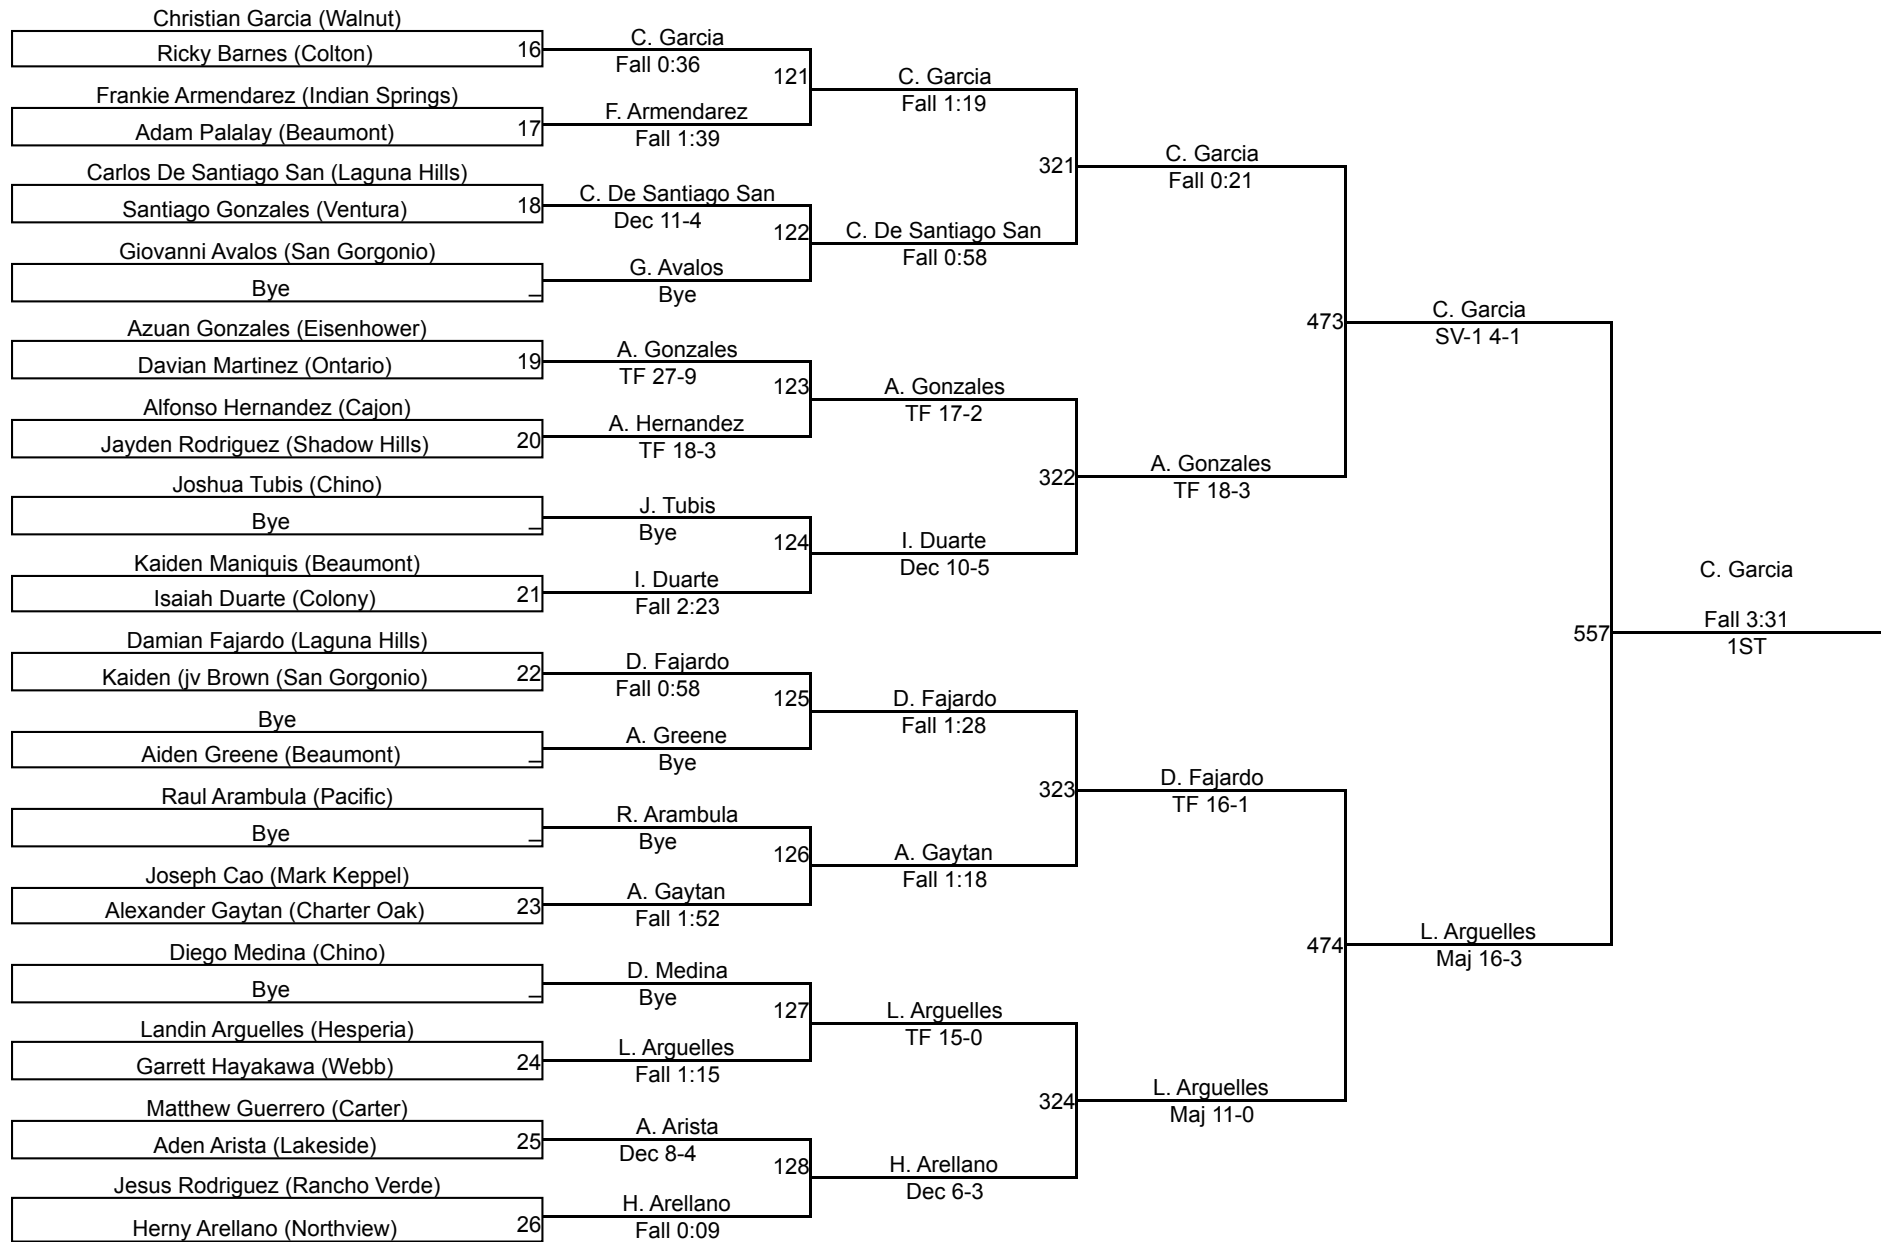 Christian Garcia (Walnut)
Ricky Barnes (Colton)
16
Frankie Armendarez (Indian Springs)
Adam Palalay (Beaumont)
17
Carlos De Santiago San (Laguna Hills)
Santiago Gonzales (Ventura)
18
Giovanni Avalos (San Gorgonio)
Bye
_
Azuan Gonzales (Eisenhower)
Davian Martinez (Ontario)
19
Alfonso Hernandez (Cajon)
Jayden Rodriguez (Shadow Hills)
20
Joshua Tubis (Chino)
Bye
_
Kaiden Maniquis (Beaumont)
Isaiah Duarte (Colony)
21
Damian Fajardo (Laguna Hills)
Kaiden (jv Brown (San Gorgonio)
22
Bye
Aiden Greene (Beaumont)
_
Raul Arambula (Pacific)
Bye
_
Joseph Cao (Mark Keppel)
Alexander Gaytan (Charter Oak)
23
Diego Medina (Chino)
Bye
_
Landin Arguelles (Hesperia)
Garrett Hayakawa (Webb)
24
Matthew Guerrero (Carter)
Aden Arista (Lakeside)
25
Jesus Rodriguez (Rancho Verde)
Herny Arellano (Northview)
26
C. Garcia
Fall 0:36
121
F. Armendarez
Fall 1:39
C. De Santiago San
Dec 11-4
122
G. Avalos
Bye
A. Gonzales
TF 27-9
123
A. Hernandez
TF 18-3
J. Tubis
Bye
124
I. Duarte
Fall 2:23
D. Fajardo
Fall 0:58
125
A. Greene
Bye
R. Arambula
Bye
126
A. Gaytan
Fall 1:52
D. Medina
Bye
127
L. Arguelles
Fall 1:15
A. Arista
Dec 8-4
128
H. Arellano
Fall 0:09
C. Garcia
Fall 1:19
321
C. De Santiago San
Fall 0:58
A. Gonzales
TF 17-2
322
I. Duarte
Dec 10-5
D. Fajardo
Fall 1:28
323
A. Gaytan
Fall 1:18
L. Arguelles
TF 15-0
324
H. Arellano
Dec 6-3
C. Garcia
Fall 0:21
473
A. Gonzales
TF 18-3
D. Fajardo
TF 16-1
474
L. Arguelles
Maj 11-0
C. Garcia
SV-1 4-1
557
L. Arguelles
Maj 16-3
C. Garcia
Fall 3:31
1ST